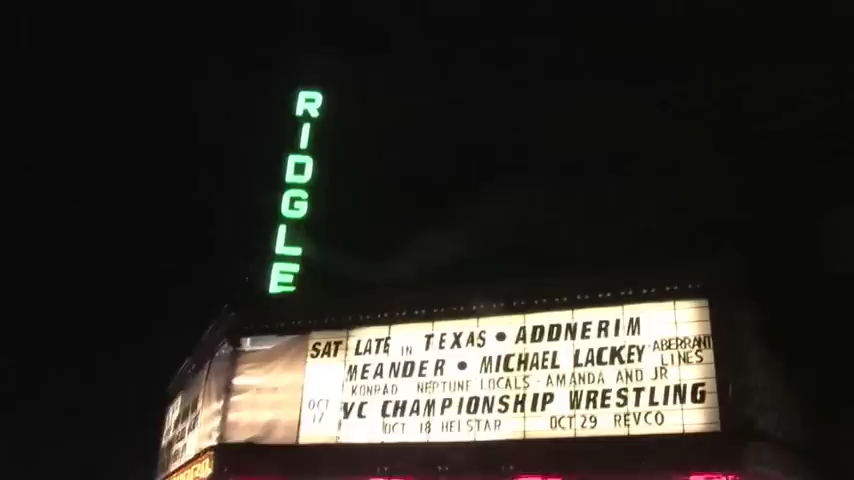 RIDGLE
SAT LATE IN TEXAS • ADDNERIM
MEANDER • MICHAEL LACKEY ABERRANT LINES
KONRAD NEPTUNE LOCALS AMANDA AND JR
OCT 17 VC CHAMPIONSHIP WRESTLING
OCT 18 HELSTAR OCT 29 REVCO